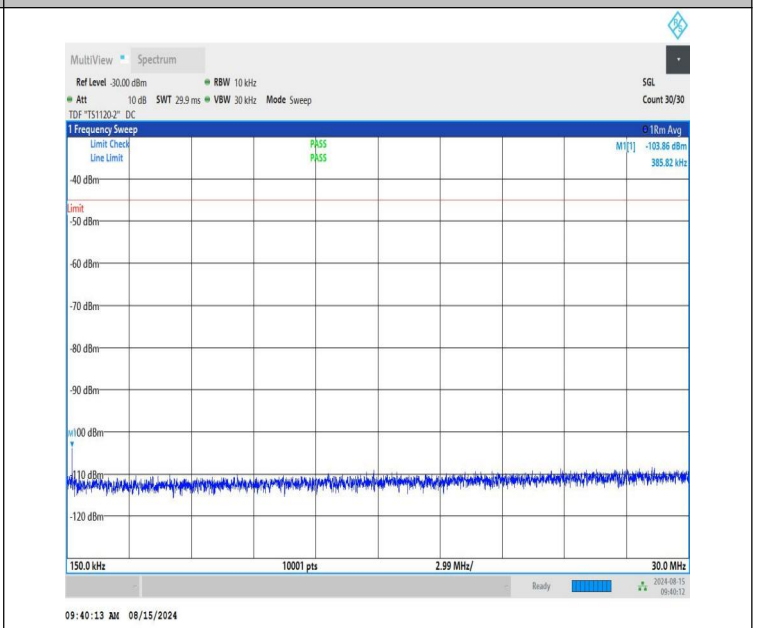 R&S
MultiView Spectrum
Ref Level -30.00 dBm RBW 10 kHz SGL
Att 10 dB SWT 29.9 ms VBW 30 kHz Mode Sweep Count 30/30
TDF "TS1120-2" DC
1 Frequency Sweep 1Rm Avg
Limit Check PASS M1[1] -103.86 dBm
Line Limit PASS 385.82 kHz
-40 dBm
Limit
-50 dBm
-60 dBm
-70 dBm
-80 dBm
-90 dBm
M1 00 dBm
-110 dBm
-120 dBm
150.0 kHz 10001 pts 2.99 MHz/ 30.0 MHz
Ready 2024-08-15
09:40:12
09:40:13 AM 08/15/2024